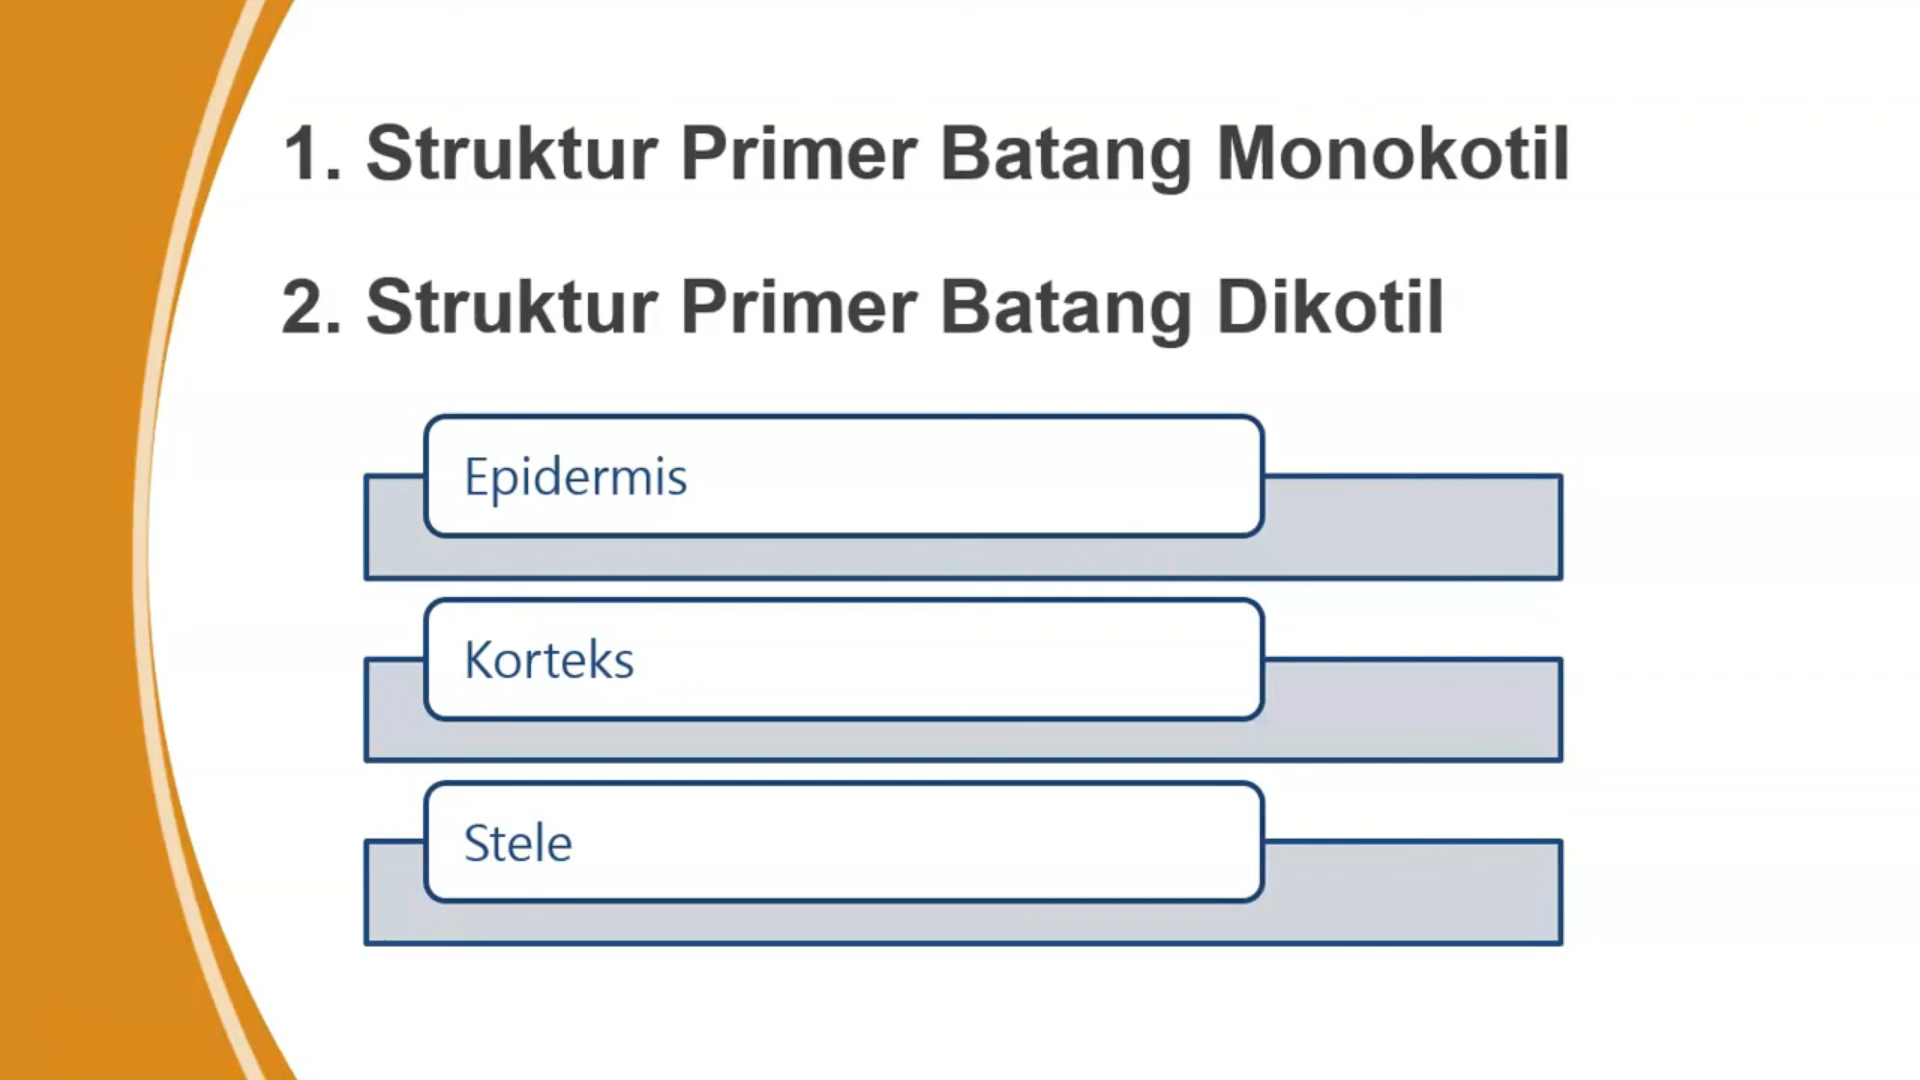 1. Struktur Primer Batang Monokotil
2. Struktur Primer Batang Dikotil
Epidermis
Korteks
Stele